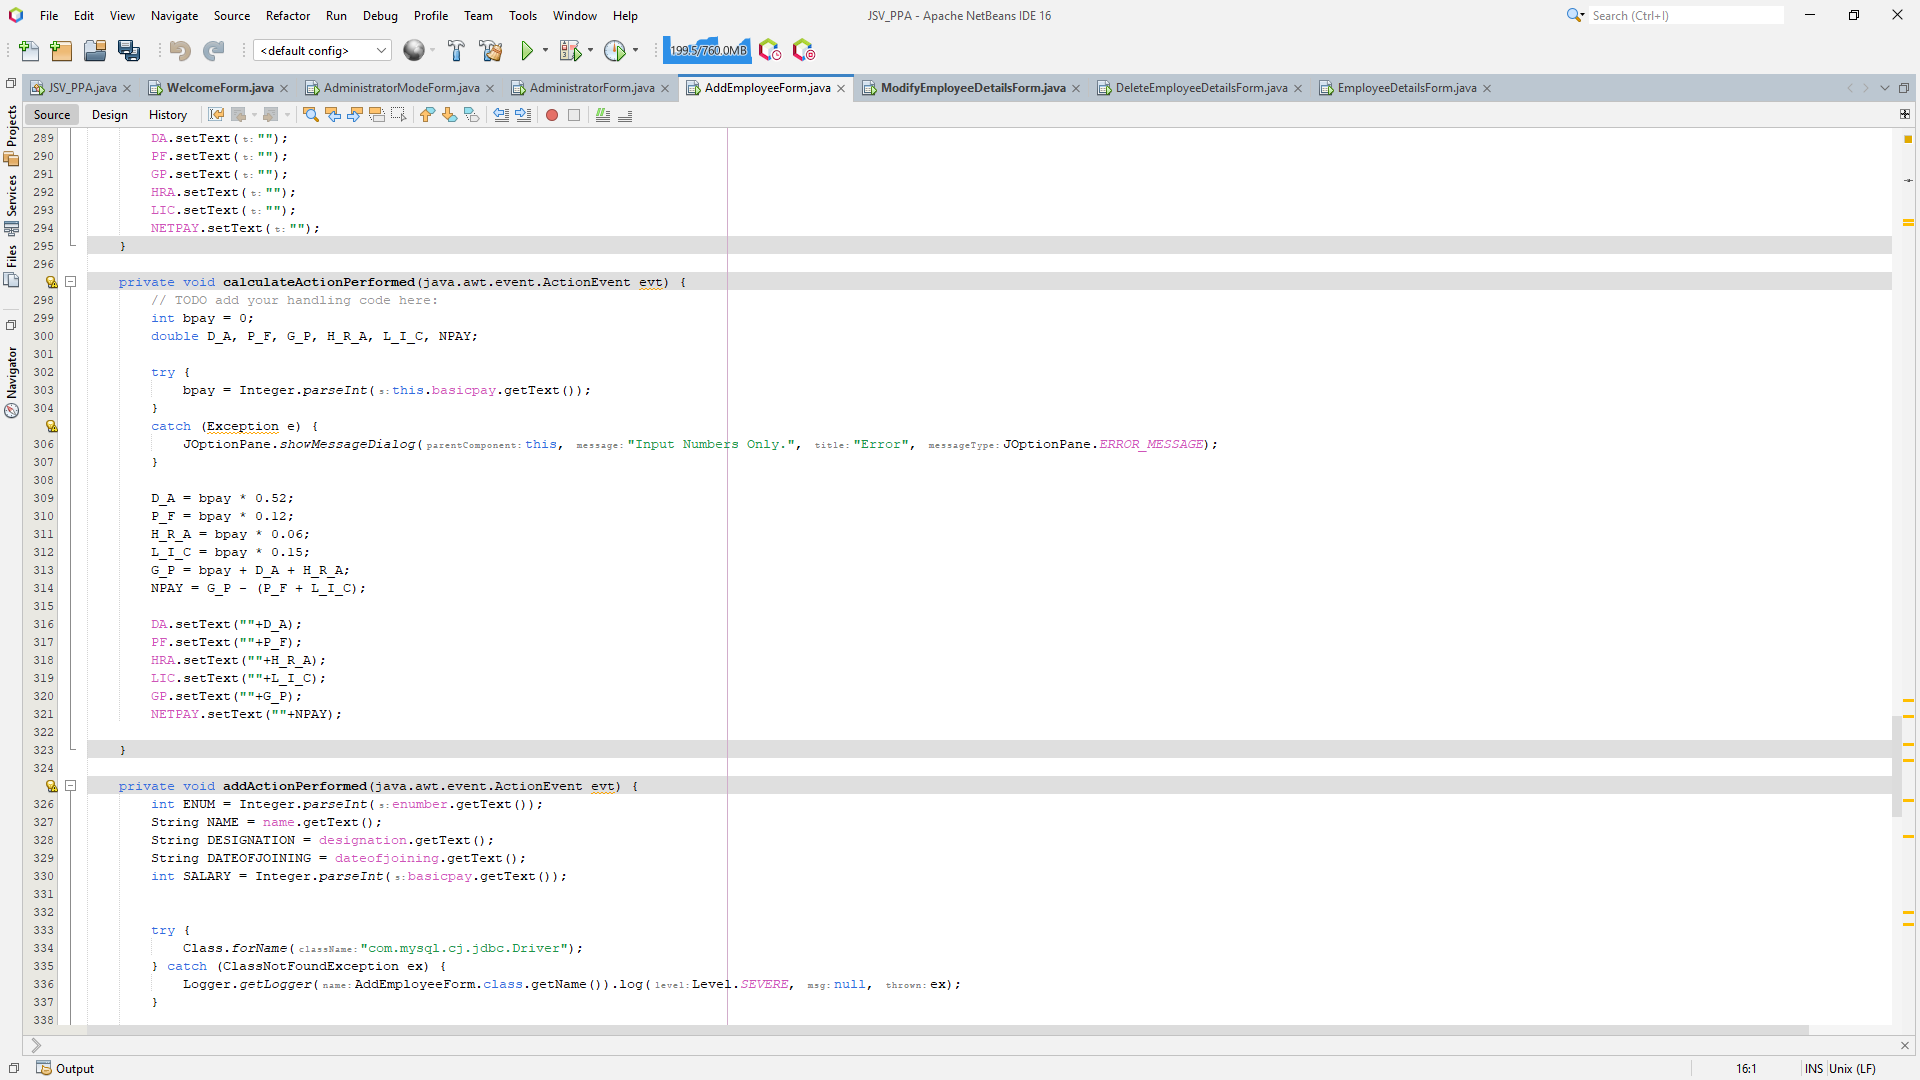 File Edit View Navigate Source Refactor Run Debug Profile Team Tools Window Help
JSV_PPA - Apache NetBeans IDE 16
Search (Ctrl+I)
<default config>
199.5/760.0MB
JSV_PPA.java
WelcomeForm.java
AdministratorModeForm.java
AdministratorForm.java
AddEmployeeForm.java
ModifyEmployeeDetailsForm.java
DeleteEmployeeDetailsForm.java
EmployeeDetailsForm.java
Source Design History
Projects
Services
Files
Navigator
289 DA.setText( t: "");
290 PF.setText( t: "");
291 GP.setText( t: "");
292 HRA.setText( t: "");
293 LIC.setText( t: "");
294 NETPAY.setText( t: "");
295 }
296
private void calculateActionPerformed(java.awt.event.ActionEvent evt) {
298 // TODO add your handling code here:
299 int bpay = 0;
300 double D_A, P_F, G_P, H_R_A, L_I_C, NPAY;
301
302 try {
303 bpay = Integer.parseInt( s: this.basicpay.getText());
304 }
catch (Exception e) {
306 JOptionPane.showMessageDialog( parentComponent: this, message: "Input Numbers Only.", title: "Error", messageType: JOptionPane.ERROR_MESSAGE);
307 }
308
309 D_A = bpay * 0.52;
310 P_F = bpay * 0.12;
311 H_R_A = bpay * 0.06;
312 L_I_C = bpay * 0.15;
313 G_P = bpay + D_A + H_R_A;
314 NPAY = G_P - (P_F + L_I_C);
315
316 DA.setText(""+D_A);
317 PF.setText(""+P_F);
318 HRA.setText(""+H_R_A);
319 LIC.setText(""+L_I_C);
320 GP.setText(""+G_P);
321 NETPAY.setText(""+NPAY);
322
323 }
324
private void addActionPerformed(java.awt.event.ActionEvent evt) {
326 int ENUM = Integer.parseInt( s: enumber.getText());
327 String NAME = name.getText();
328 String DESIGNATION = designation.getText();
329 String DATEOFJOINING = dateofjoining.getText();
330 int SALARY = Integer.parseInt( s: basicpay.getText());
331
332
333 try {
334 Class.forName( className: "com.mysql.cj.jdbc.Driver");
335 } catch (ClassNotFoundException ex) {
336 Logger.getLogger( name: AddEmployeeForm.class.getName()).log( level: Level.SEVERE, msg: null, thrown: ex);
337 }
338
Output
16:1 INS Unix (LF)